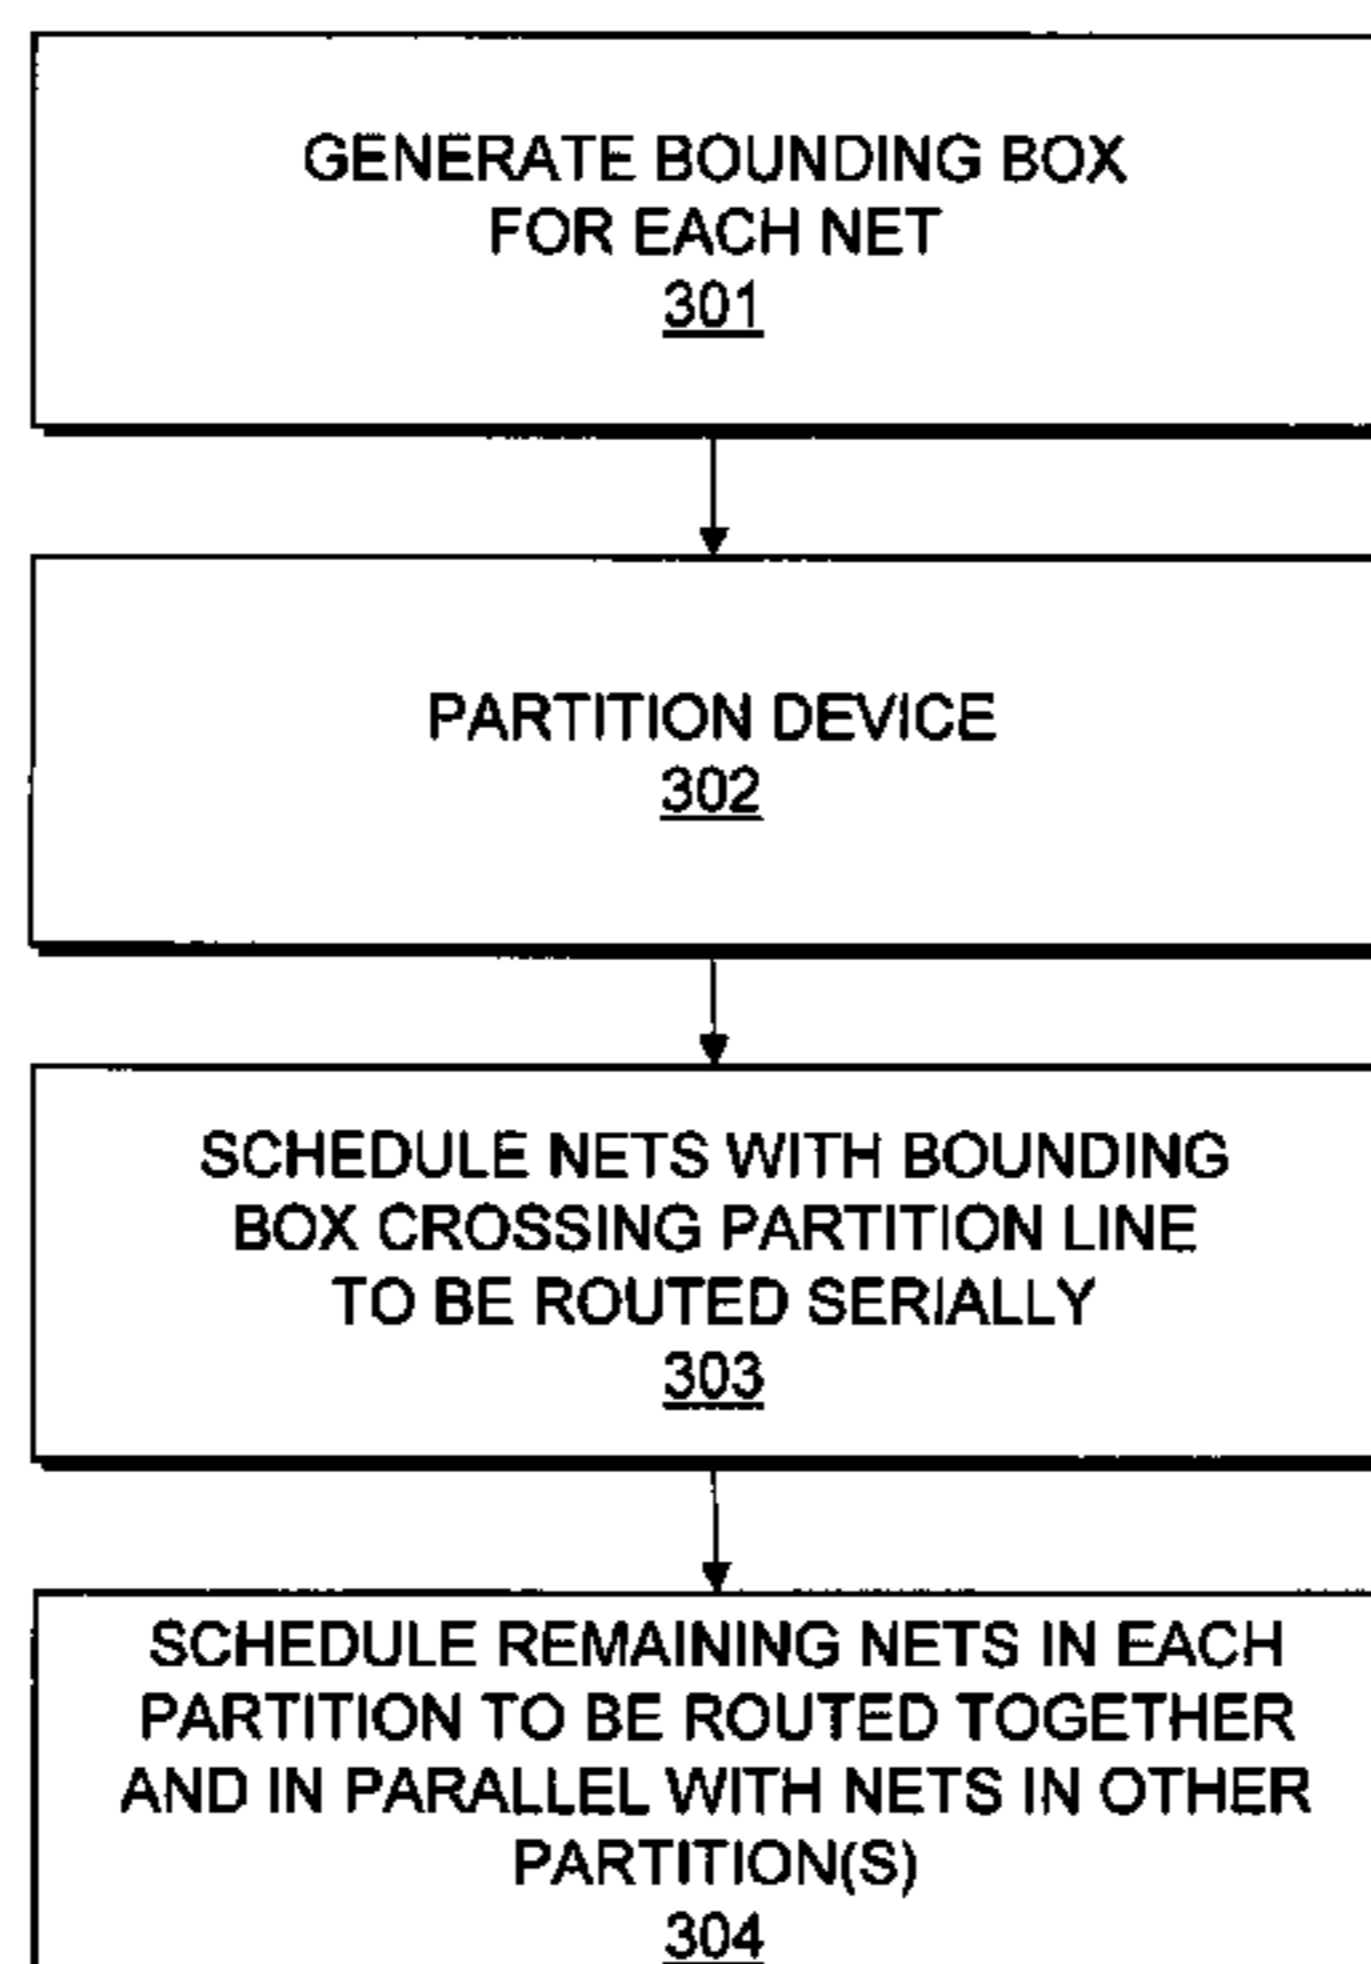 GENERATE BOUNDING BOX
FOR EACH NET
301
PARTITION DEVICE
302
SCHEDULE NETS WITH BOUNDING
BOX CROSSING PARTITION LINE
TO BE ROUTED SERIALLY
303
SCHEDULE REMAINING NETS IN EACH
PARTITION TO BE ROUTED TOGETHER
AND IN PARALLEL WITH NETS IN OTHER
PARTITION(S)
304